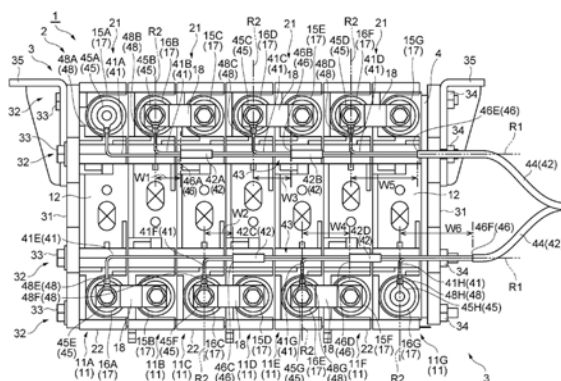 1
2
3
21
48A (48)
15A (17)
45A (45)
48B (48)
45B (45)
R2
16B (17)
41A (41)
41B (41)
18
21
15C (17)
48C (48)
45C (45)
R2
16D (17)
41C (41)
46B (46)
18
48D (48)
21
15E (17)
45D (45)
R2
16F (17)
41D (41)
18
15G (17)
4
3
35
35
32
33
34
33
32
34
46E (46)
R1
W1
46A (46)
42A (42)
43
W3
42B (42)
W5
44 (42)
12
12
31
31
W2
W4
W6
46F (46)
44 (42)
41E (41)
41F (41)
42C (42)
43
42D (42)
33
34
R1
32
33
34
48E (48)
48F (48)
41H (41)
48H (48)
45H (45)
45E (45)
18
22
15B (17)
45F (45)
18
22
15D (17)
41G (41)
45G (45)
R2
18
22
15F (17)
16A (17)
11A (11)
11B (11)
11C (11)
R2
16C (17)
46C (46)
11D (11)
11E (11)
16E (17)
48G (48)
46D (46)
11F (11)
R2
16G (17)
11G (11)
3